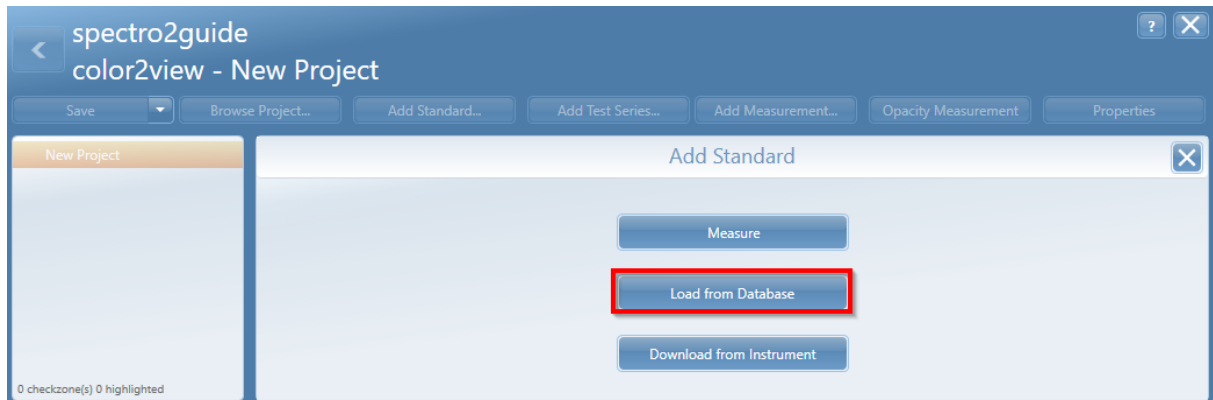 spectro2guide
color2view - New Project
?
Save
Browse Project...
Add Standard...
Add Test Series...
Add Measurement...
Opacity Measurement
Properties
New Project
Add Standard
Measure
Load from Database
Download from Instrument
0 checkzone(s) 0 highlighted